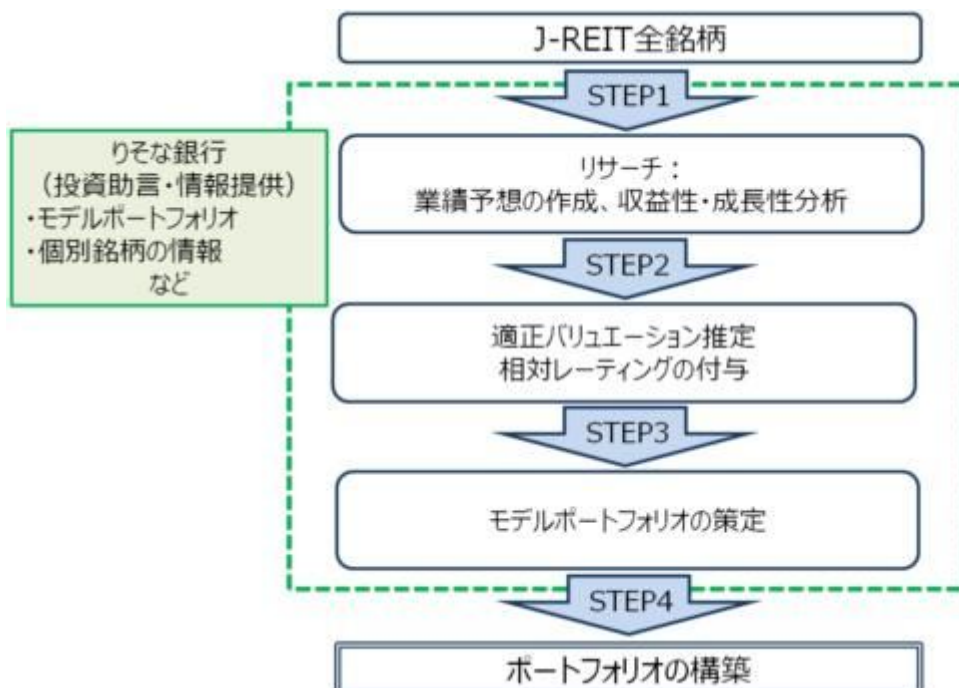 J-REIT全銘柄
STEP1
りそな銀行
（投資助言・情報提供）
・モデルポートフォリオ
・個別銘柄の情報
など
リサーチ：
業績予想の作成、収益性・成長性分析
STEP2
適正バリュエーション推定
相対レーティングの付与
STEP3
モデルポートフォリオの策定
STEP4
ポートフォリオの構築